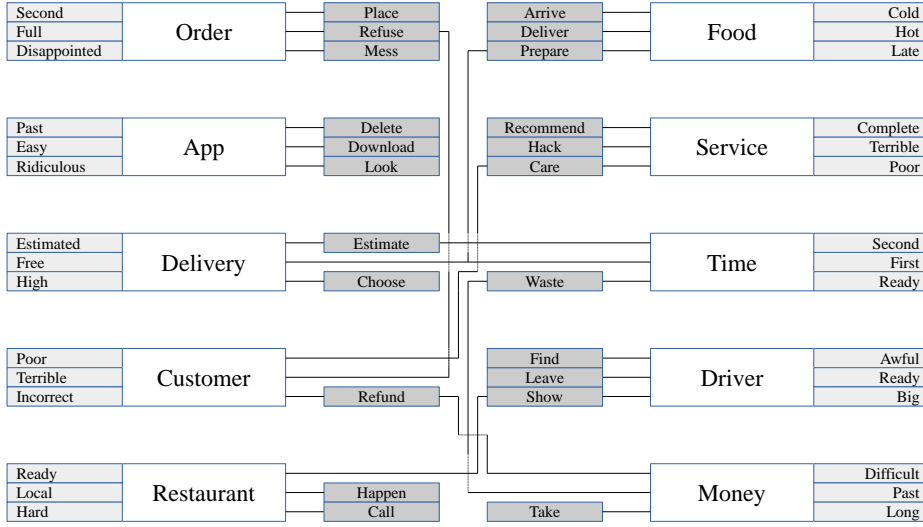 Second
Full
Disappointed
Order
Place
Refuse
Mess
Arrive
Deliver
Prepare
Food
Cold
Hot
Late
Past
Easy
Ridiculous
App
Delete
Download
Look
Recommend
Hack
Care
Service
Complete
Terrible
Poor
Estimated
Free
High
Delivery
Estimate
Choose
Waste
Time
Second
First
Ready
Poor
Terrible
Incorrect
Customer
Refund
Find
Leave
Show
Driver
Awful
Ready
Big
Ready
Local
Hard
Restaurant
Happen
Call
Take
Money
Difficult
Past
Long